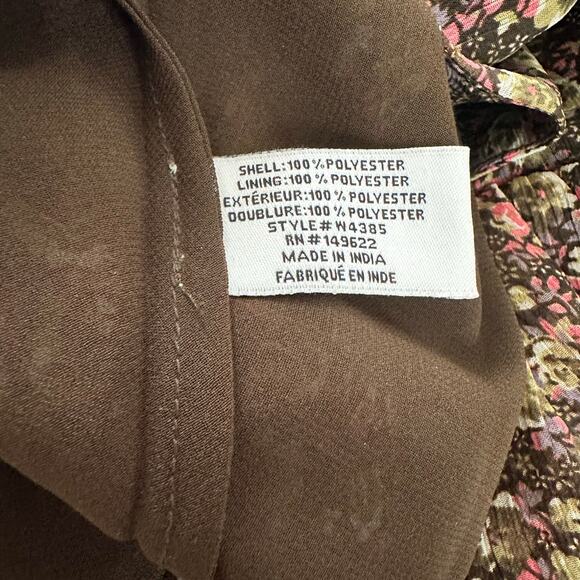 SHELL:100%POLYESTER
LINING:100%POLYESTER
EXTÉRIEUR:100%POLYESTER
DOUBLURE:100%POLYESTER
STYLE#W4385
RN#149622
MADE IN INDIA
FABRIQUÉ EN INDE